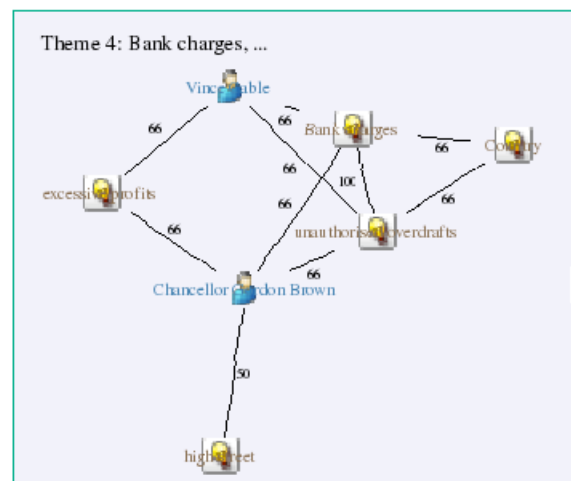 Theme 4: Bank charges, ...
Vince Cable
66
66
Bank charges
66
Country
66
100
excessive profits
66
66
66
unauthorised overdrafts
66
Chancellor Gordon Brown
50
high street